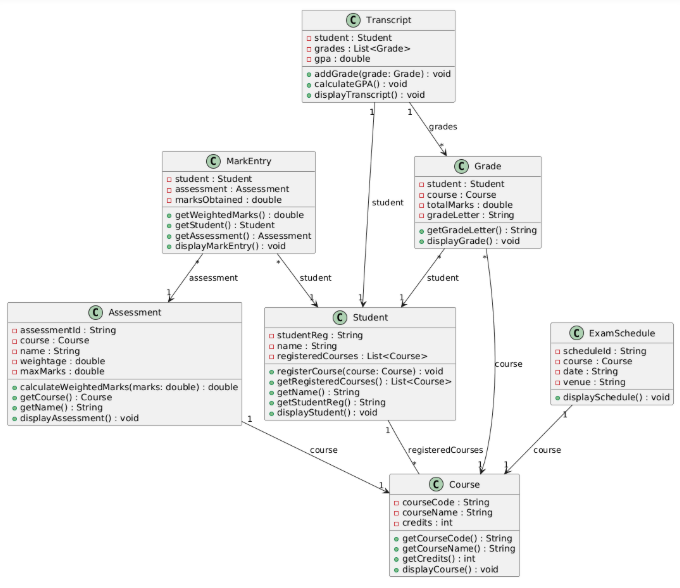 C Transcript
student : Student
grades : List<Grade>
gpa : double
addGrade(grade: Grade) : void
calculateGPA() : void
displayTranscript() : void
1
1
grades
*
C MarkEntry
student : Student
assessment : Assessment
marksObtained : double
getWeightedMarks() : double
getStudent() : Student
getAssessment() : Assessment
displayMarkEntry() : void
C Grade
student : Student
course : Course
totalMarks : double
gradeLetter : String
getGradeLetter() : String
displayGrade() : void
student
*
*
*
*
assessment
student
student
1
1
1
1
C Assessment
assessmentId : String
course : Course
name : String
weightage : double
maxMarks : double
calculateWeightedMarks(marks: double) : double
getCourse() : Course
getName() : String
displayAssessment() : void
C Student
studentReg : String
name : String
registeredCourses : List<Course>
registerCourse(course: Course) : void
getRegisteredCourses() : List<Course>
getName() : String
getStudentReg() : String
displayStudent() : void
course
C ExamSchedule
scheduleId : String
course : Course
date : String
venue : String
displaySchedule() : void
1
1
1
course
registeredCourses
course
1
*
1
1
C Course
courseCode : String
courseName : String
credits : int
getCourseCode() : String
getCourseName() : String
getCredits() : int
displayCourse() : void